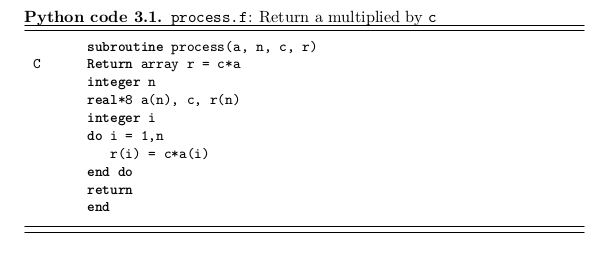 Python code 3.1. process.f: Return a multiplied by c
subroutine process(a, n, c, r)
C Return array r = c*a
integer n
real*8 a(n), c, r(n)
integer i
do i = 1,n
r(i) = c*a(i)
end do
return
end